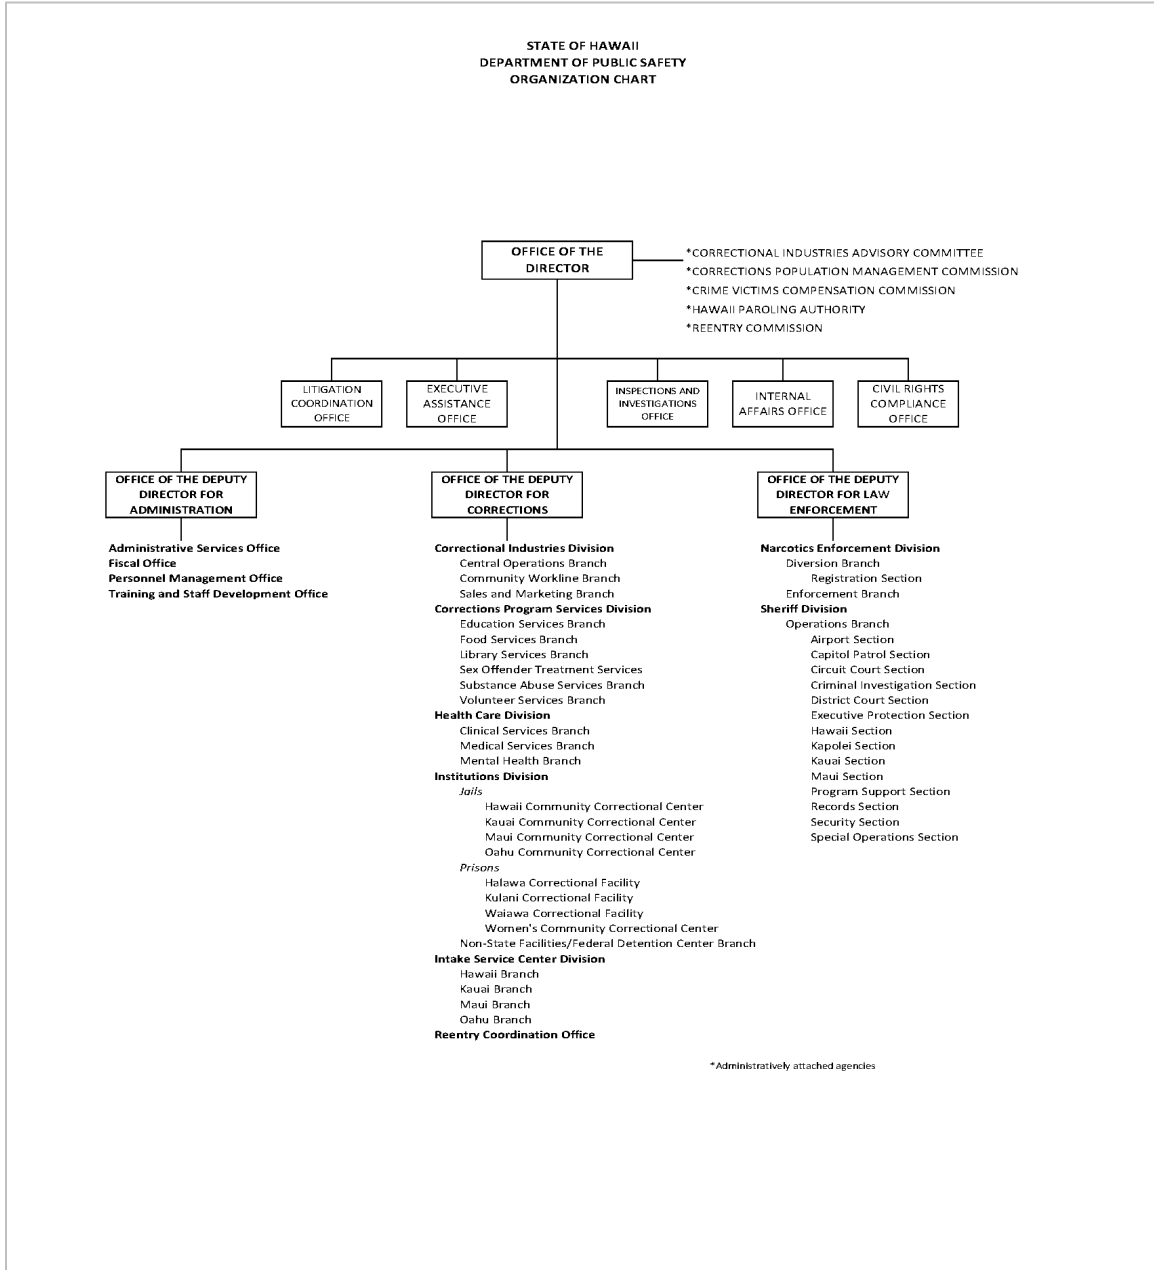 STATE OF HAWAII
DEPARTMENT OF PUBLIC SAFETY
ORGANIZATION CHART
OFFICE OF THE
DIRECTOR
*CORRECTIONAL INDUSTRIES ADVISORY COMMITTEE
*CORRECTIONS POPULATION MANAGEMENT COMMISSION
*CRIME VICTIMS COMPENSATION COMMISSION
*HAWAII PAROLING AUTHORITY
*REENTRY COMMISSION
LITIGATION
COORDINATION
OFFICE
EXECUTIVE
ASSISTANCE
OFFICE
INSPECTIONS AND
INVESTIGATIONS
OFFICE
INTERNAL
AFFAIRS OFFICE
CIVIL RIGHTS
COMPLIANCE
OFFICE
OFFICE OF THE DEPUTY
DIRECTOR FOR
ADMINISTRATION
Administrative Services Office
Fiscal Office
Personnel Management Office
Training and Staff Development Office
OFFICE OF THE DEPUTY
DIRECTOR FOR
CORRECTIONS
Correctional Industries Division
Central Operations Branch
Community Workline Branch
Sales and Marketing Branch
Corrections Program Services Division
Education Services Branch
Food Services Branch
Library Services Branch
Sex Offender Treatment Services
Substance Abuse Services Branch
Volunteer Services Branch
Health Care Division
Clinical Services Branch
Medical Services Branch
Mental Health Branch
Institutions Division
Jails
Hawaii Community Correctional Center
Kauai Community Correctional Center
Maui Community Correctional Center
Oahu Community Correctional Center
Prisons
Halawa Correctional Facility
Kulani Correctional Facility
Waiawa Correctional Facility
Women's Community Correctional Center
Non-State Facilities/Federal Detention Center Branch
Intake Service Center Division
Hawaii Branch
Kauai Branch
Maui Branch
Oahu Branch
Reentry Coordination Office
OFFICE OF THE DEPUTY
DIRECTOR FOR LAW
ENFORCEMENT
Narcotics Enforcement Division
Diversion Branch
Registration Section
Enforcement Branch
Sheriff Division
Operations Branch
Airport Section
Capitol Patrol Section
Circuit Court Section
Criminal Investigation Section
District Court Section
Executive Protection Section
Hawaii Section
Kapolei Section
Kauai Section
Maui Section
Program Support Section
Records Section
Security Section
Special Operations Section
*Administratively attached agencies